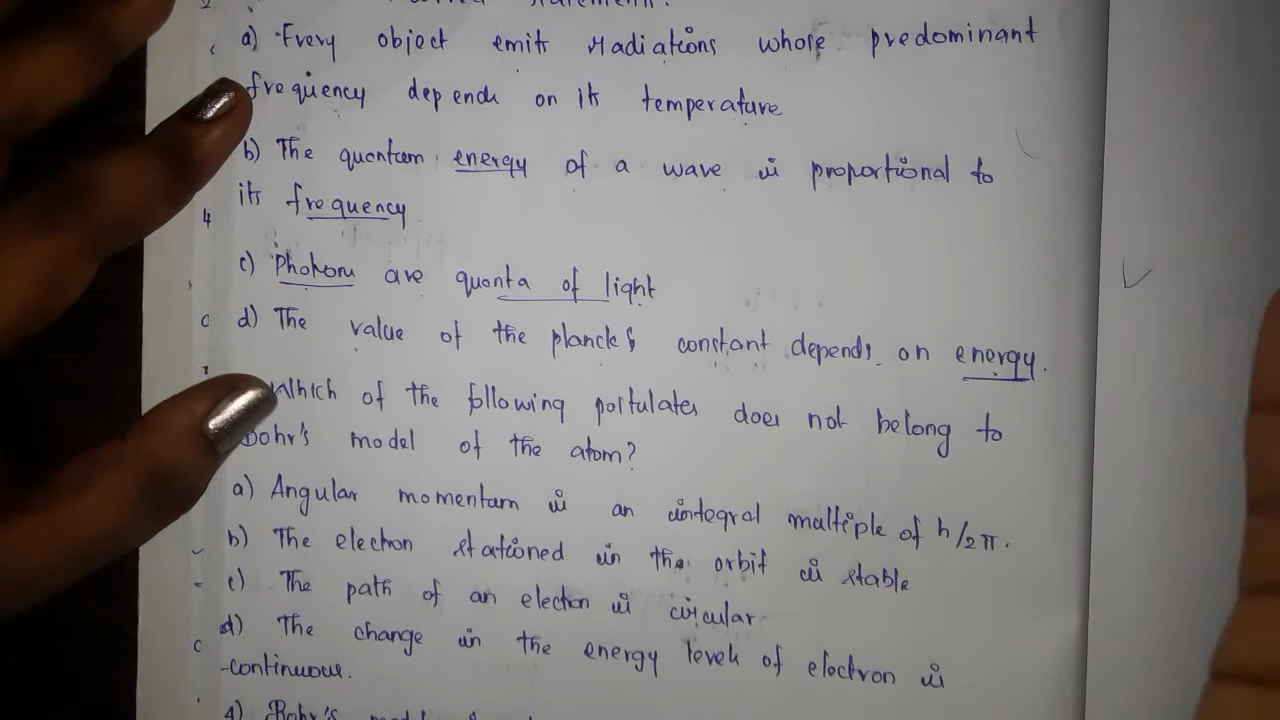 statement.
a) Every object emits radiations whose predominant
frequency depends on its temperature
b) The quantum energy of a wave is proportional to
its frequency
c) Photons are quanta of light
d) The value of the planck's constant depends on energy.
Which of the following postulates does not belong to
Bohr's model of the atom?
a) Angular momentum is an integral multiple of h/2π.
b) The electron stationed in the orbit is stable
c) The path of an electron is circular
d) The change in the energy levels of electron is
-continuous.
4) Bohr's